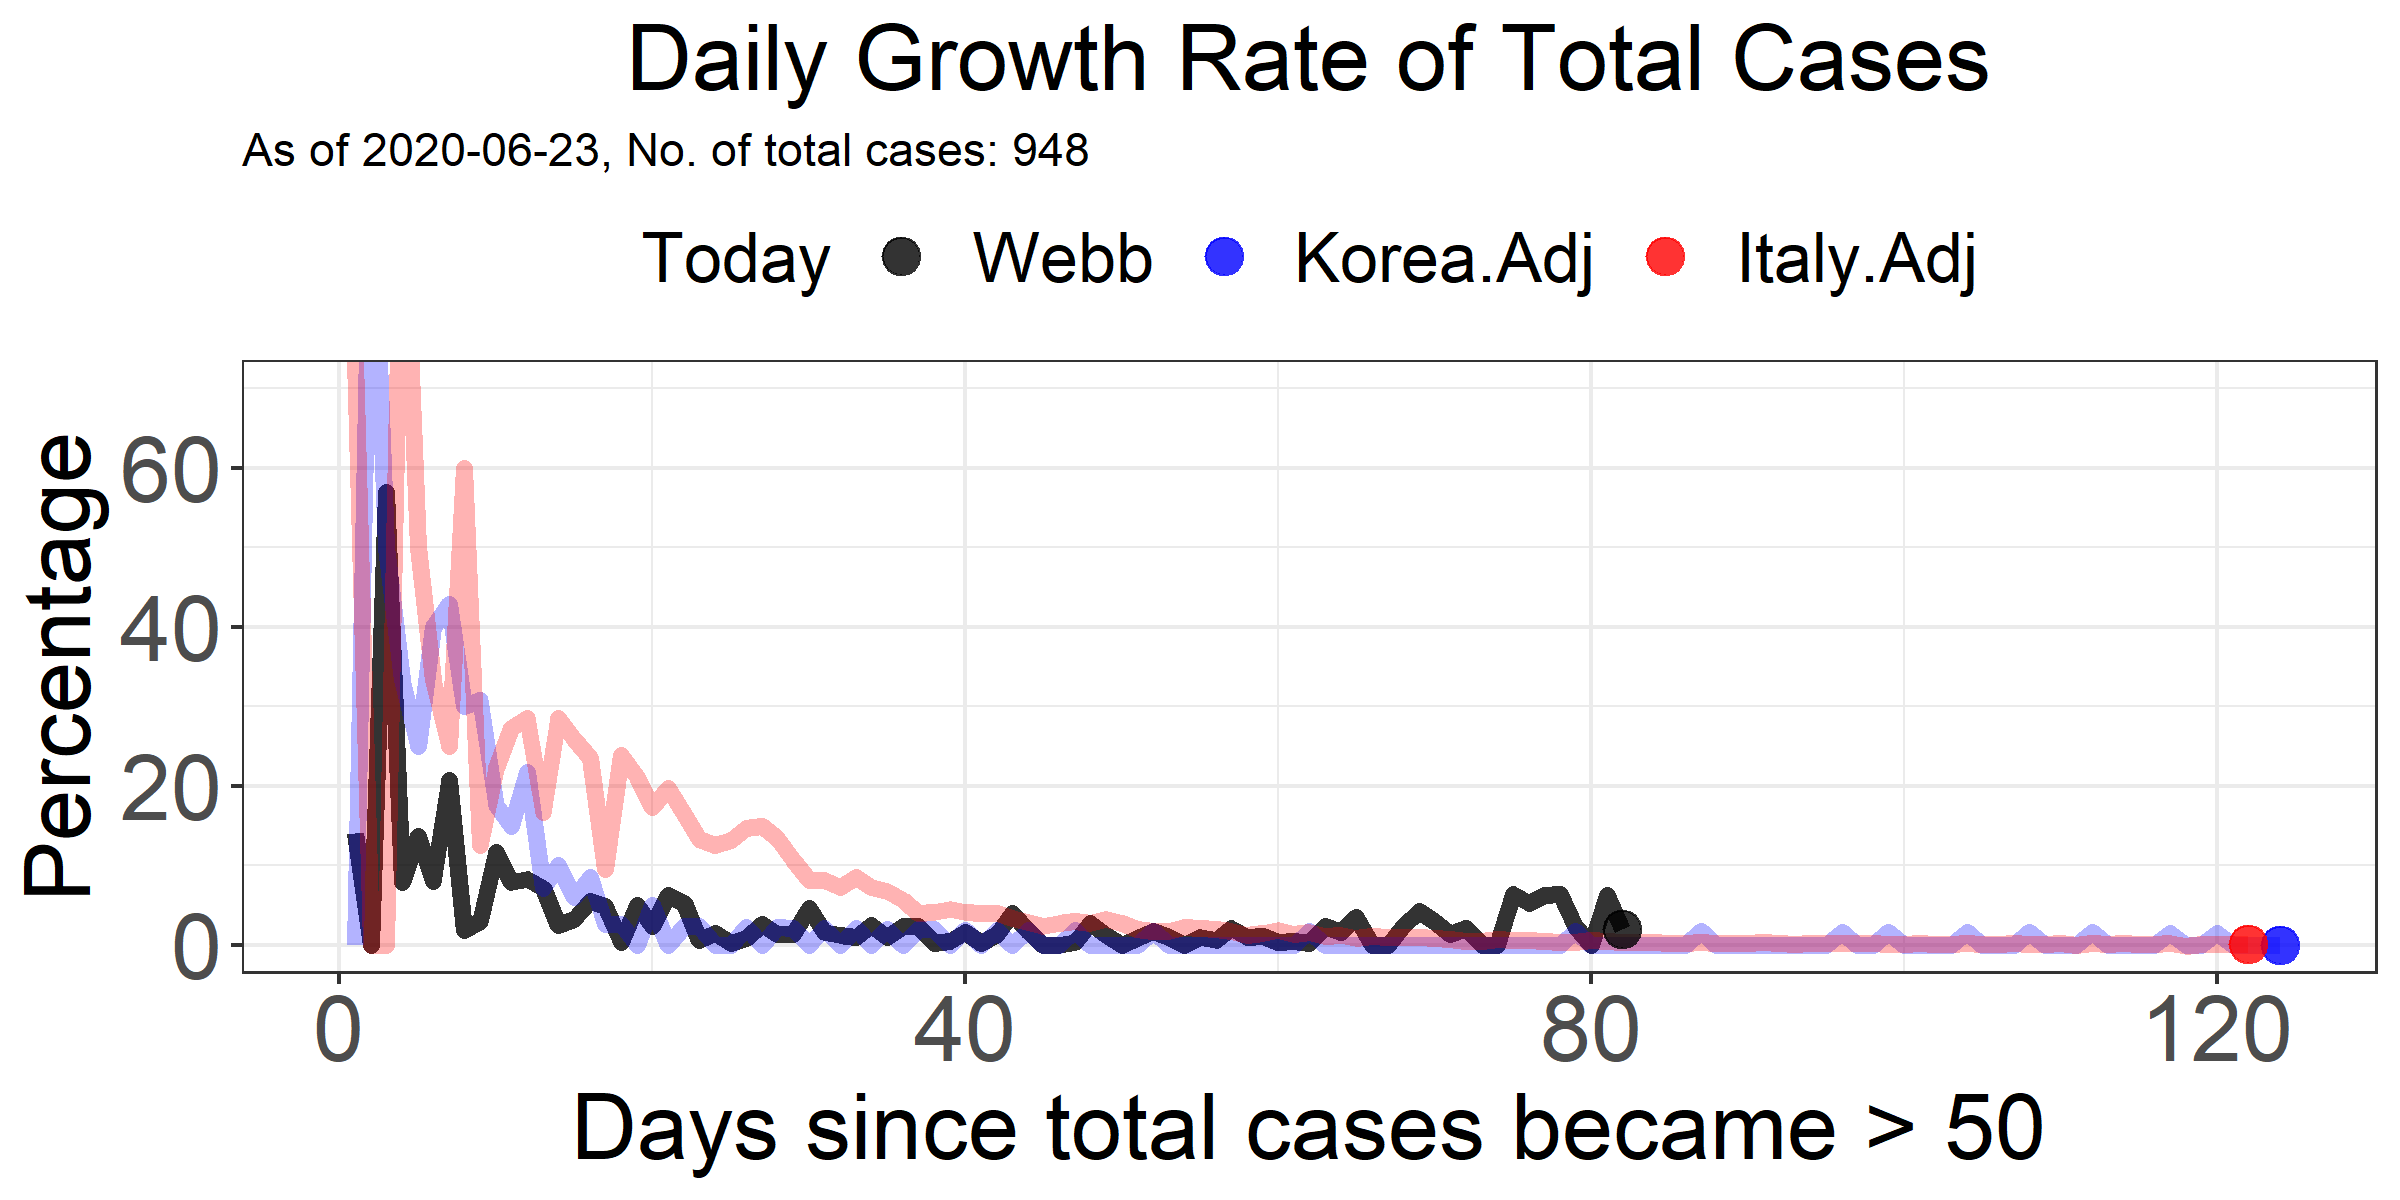 Daily Growth Rate of Total Cases
As of 2020-06-23, No. of total cases: 948
Today Webb Korea.Adj Italy.Adj
Percentage
60
40
20
0
0 40 80 120
Days since total cases became > 50